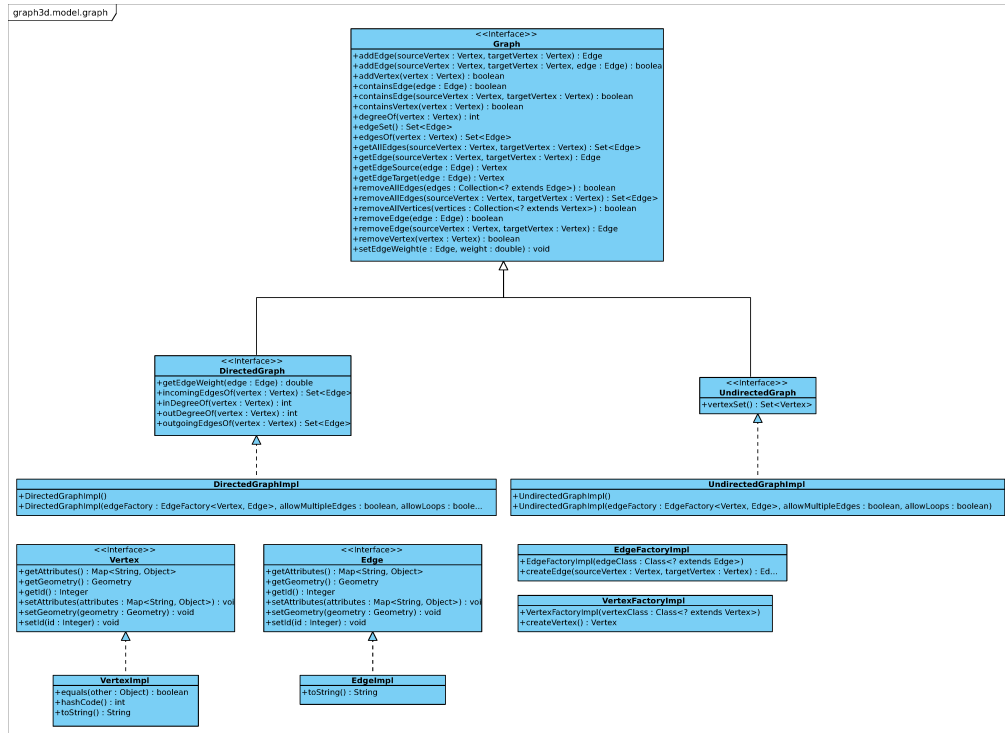 graph3d.model.graph
<<Interface>>
Graph
+addEdge(sourceVertex : Vertex, targetVertex : Vertex) : Edge
+addEdge(sourceVertex : Vertex, targetVertex : Vertex, edge : Edge) : boolea
+addVertex(vertex : Vertex) : boolean
+containsEdge(edge : Edge) : boolean
+containsEdge(sourceVertex : Vertex, targetVertex : Vertex) : boolean
+containsVertex(vertex : Vertex) : boolean
+degreeOf(vertex : Vertex) : int
+edgeSet() : Set<Edge>
+edgesOf(vertex : Vertex) : Set<Edge>
+getAllEdges(sourceVertex : Vertex, targetVertex : Vertex) : Set<Edge>
+getEdge(sourceVertex : Vertex, targetVertex : Vertex) : Edge
+getEdgeSource(edge : Edge) : Vertex
+getEdgeTarget(edge : Edge) : Vertex
+removeAllEdges(edges : Collection<? extends Edge>) : boolean
+removeAllEdges(sourceVertex : Vertex, targetVertex : Vertex) : Set<Edge>
+removeAllVertices(vertices : Collection<? extends Vertex>) : boolean
+removeEdge(edge : Edge) : boolean
+removeEdge(sourceVertex : Vertex, targetVertex : Vertex) : Edge
+removeVertex(vertex : Vertex) : boolean
+setEdgeWeight(e : Edge, weight : double) : void
<<Interface>>
DirectedGraph
+getEdgeWeight(edge : Edge) : double
+incomingEdgesOf(vertex : Vertex) : Set<Edge>
+inDegreeOf(vertex : Vertex) : int
+outDegreeOf(vertex : Vertex) : int
+outgoingEdgesOf(vertex : Vertex) : Set<Edge>
<<Interface>>
UndirectedGraph
+vertexSet() : Set<Vertex>
DirectedGraphImpl
+DirectedGraphImpl()
+DirectedGraphImpl(edgeFactory : EdgeFactory<Vertex, Edge>, allowMultipleEdges : boolean, allowLoops : boole...
UndirectedGraphImpl
+UndirectedGraphImpl()
+UndirectedGraphImpl(edgeFactory : EdgeFactory<Vertex, Edge>, allowMultipleEdges : boolean, allowLoops : boolean)
<<Interface>>
Vertex
+getAttributes() : Map<String, Object>
+getGeometry() : Geometry
+getId() : Integer
+setAttributes(attributes : Map<String, Object>) : voi
+setGeometry(geometry : Geometry) : void
+setId(id : Integer) : void
<<Interface>>
Edge
+getAttributes() : Map<String, Object>
+getGeometry() : Geometry
+getId() : Integer
+setAttributes(attributes : Map<String, Object>) : voi
+setGeometry(geometry : Geometry) : void
+setId(id : Integer) : void
EdgeFactoryImpl
+EdgeFactoryImpl(edgeClass : Class<? extends Edge>)
+createEdge(sourceVertex : Vertex, targetVertex : Vertex) : Ed...
VertexFactoryImpl
+VertexFactoryImpl(vertexClass : Class<? extends Vertex>)
+createVertex() : Vertex
VertexImpl
+equals(other : Object) : boolean
+hashCode() : int
+toString() : String
EdgeImpl
+toString() : String